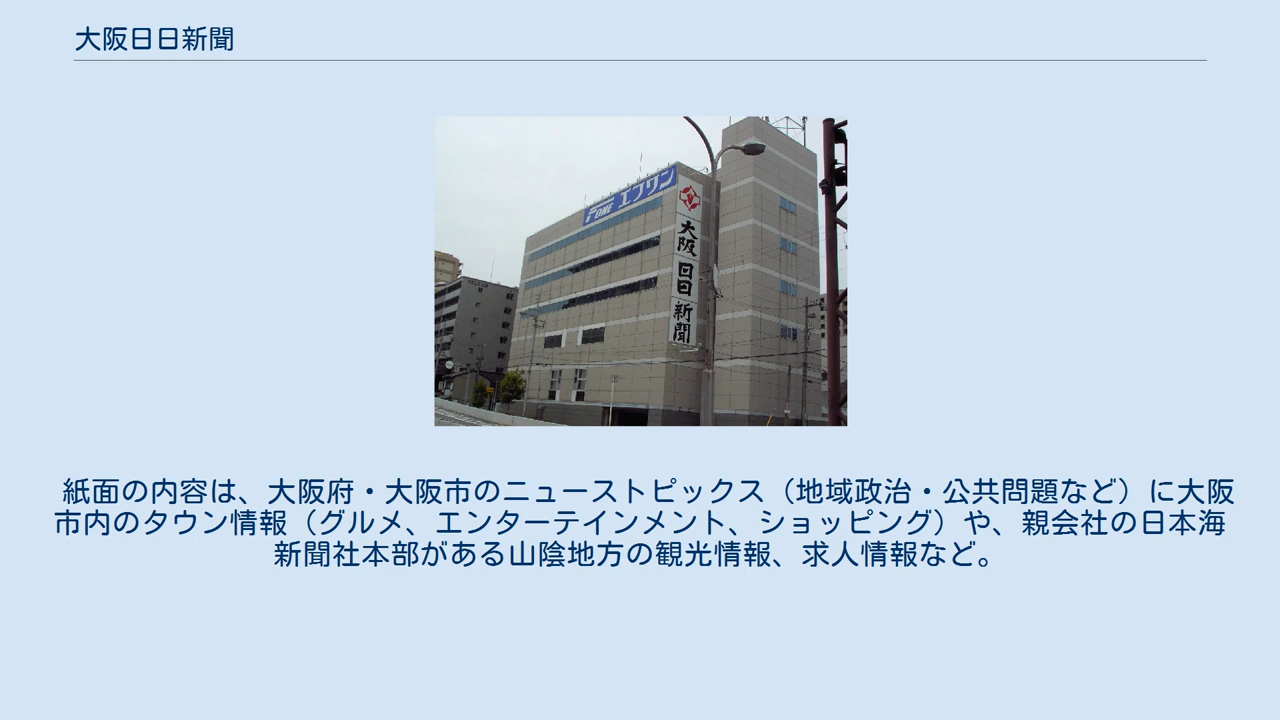 大阪日日新聞
F ONE エフワン
大阪
日日
新聞
紙面の内容は、大阪府・大阪市のニューストピックス（地域政治・公共問題など）に大阪
市内のタウン情報（グルメ、エンターテインメント、ショッピング）や、親会社の日本海
新聞社本部がある山陰地方の観光情報、求人情報など。